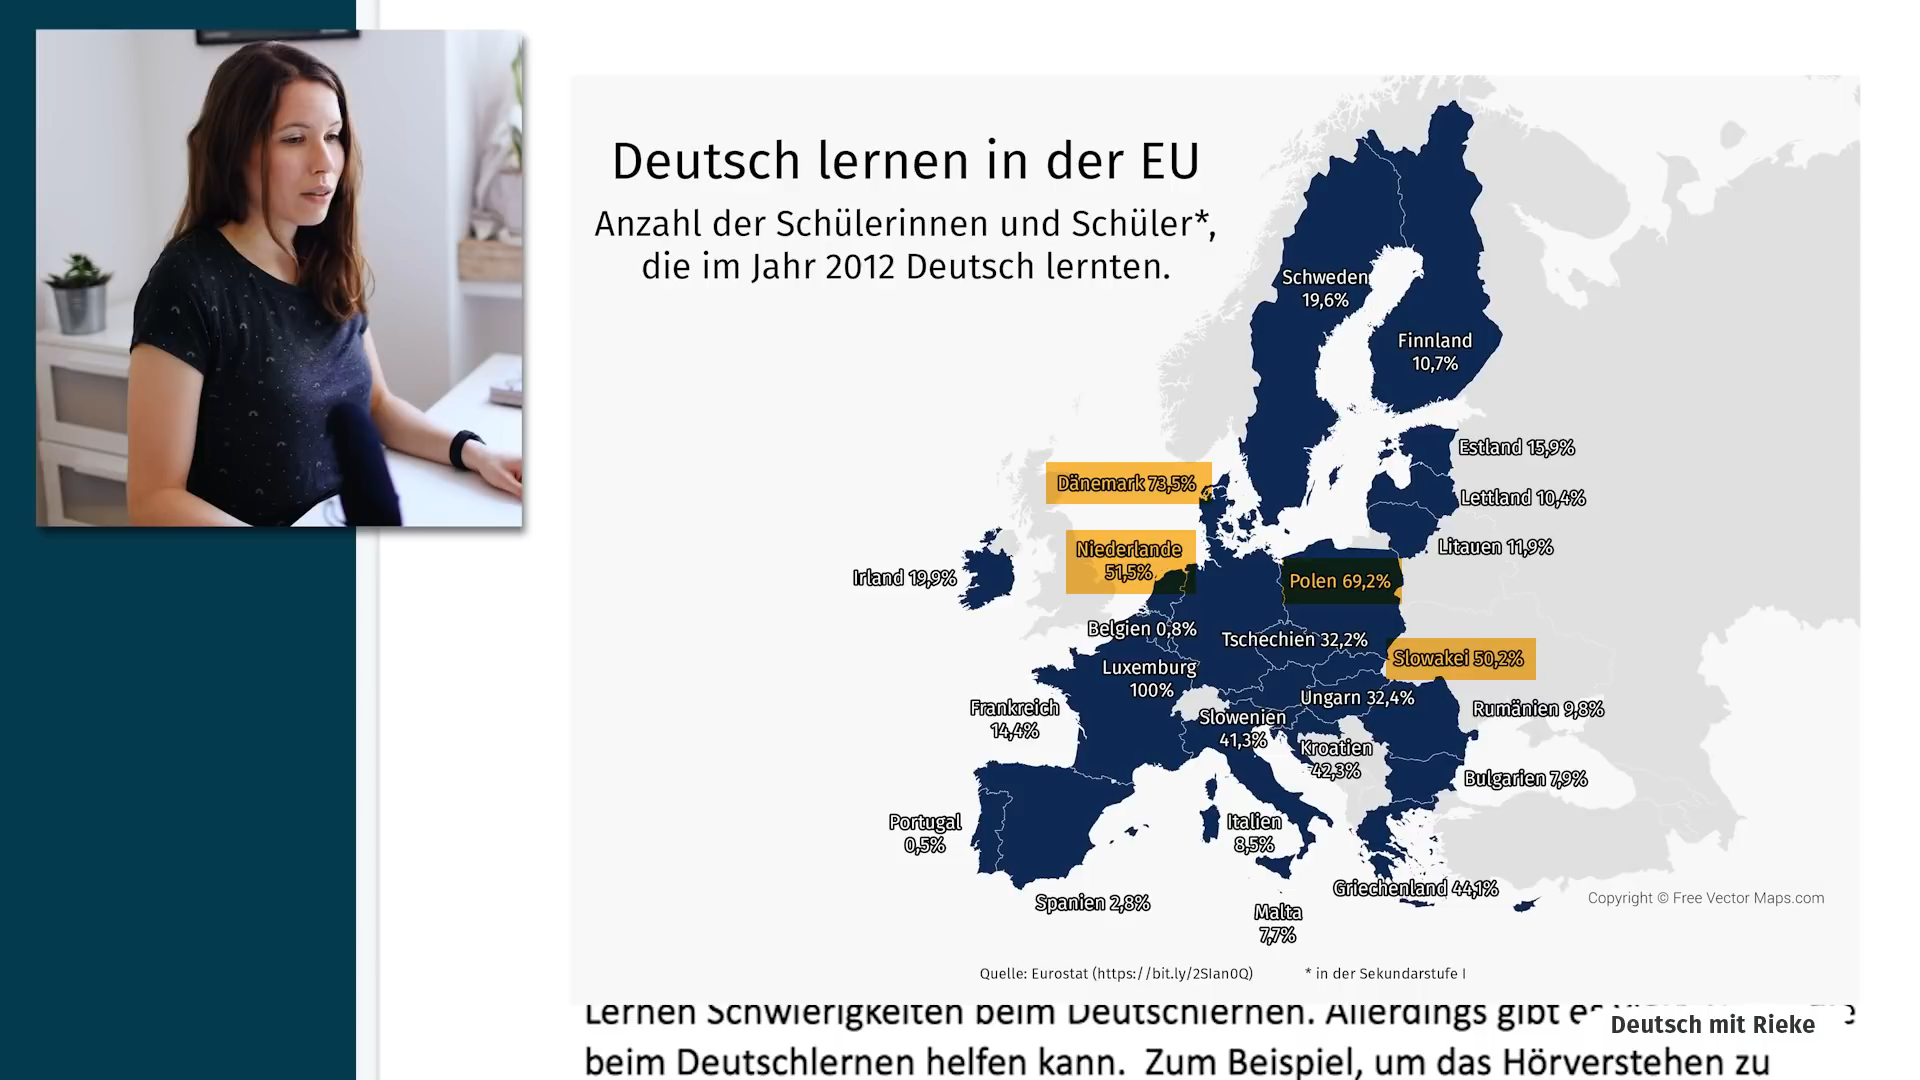 Deutsch lernen in der EU
Anzahl der Schülerinnen und Schüler*,
die im Jahr 2012 Deutsch lernten.
Schweden
19,6%
Finnland
10,7%
Estland 15,9%
Dänemark 73,5%
Lettland 10,4%
Litauen 11,9%
Niederlande
51,5%
Irland 19,9%
Polen 69,2%
Belgien 0,8%
Tschechien 32,2%
Slowakei 50,2%
Luxemburg
100%
Ungarn 32,4%
Frankreich
14,4%
Slowenien
41,3%
Rumänien 9,8%
Kroatien
42,3%
Bulgarien 7,9%
Portugal
0,5%
Italien
8,5%
Griechenland 44,1%
Spanien 2,8%
Malta
7,7%
Copyright © Free Vector Maps.com
Quelle: Eurostat (https://bit.ly/2SIan0Q)
* in der Sekundarstufe I
Lernen Schwierigkeiten beim Deutschlernen. Allerdings gibt
Deutsch mit Rieke
beim Deutschlernen helfen kann. Zum Beispiel, um das Hörverstehen zu